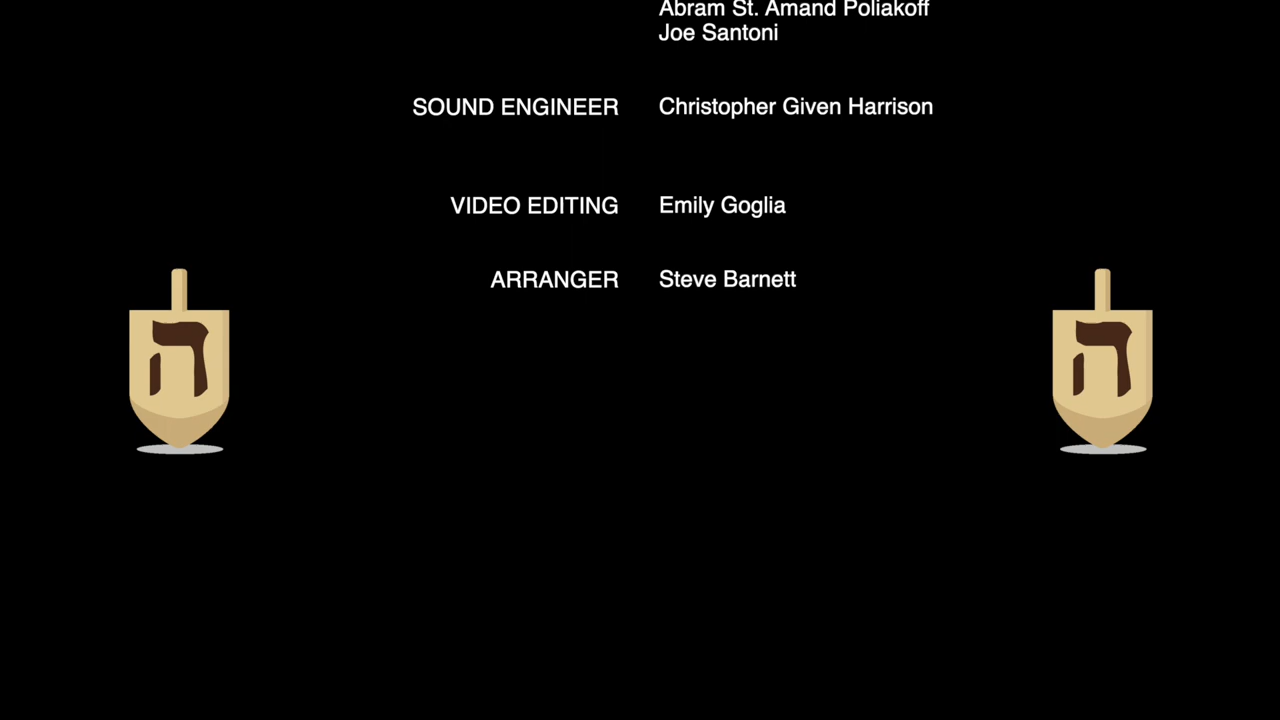 Abram St. Amand Poliakoff
Joe Santoni
SOUND ENGINEER Christopher Given Harrison
VIDEO EDITING Emily Goglia
ARRANGER Steve Barnett
ה ה